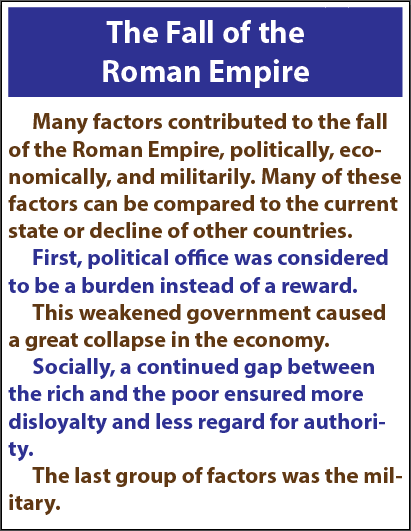 The Fall of the
Roman Empire
Many factors contributed to the fall
of the Roman Empire, politically, eco-
nomically, and militarily. Many of these
factors can be compared to the current
state or decline of other countries.
First, political office was considered
to be a burden instead of a reward.
This weakened government caused
a great collapse in the economy.
Socially, a continued gap between
the rich and the poor ensured more
disloyalty and less regard for authori-
ty.
The last group of factors was the mil-
itary.